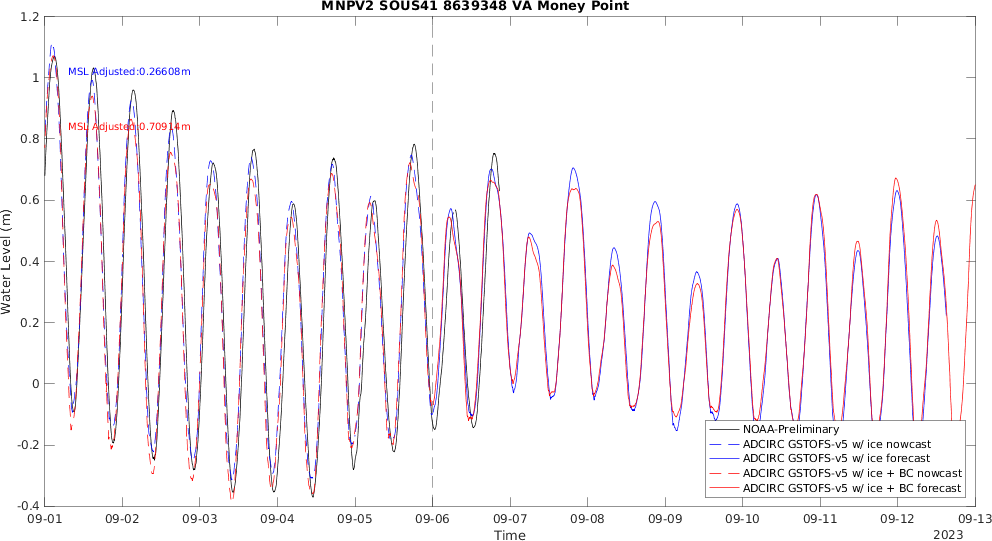 MNPV2 SOUS41 8639348 VA Money Point
1.2
1
0.8
0.6
0.4
0.2
0
-0.2
-0.4
Water Level (m)
MSL Adjusted:0.26608m
MSL Adjusted:0.70914m
NOAA-Preliminary
ADCIRC GSTOFS-v5 w/ ice nowcast
ADCIRC GSTOFS-v5 w/ ice forecast
ADCIRC GSTOFS-v5 w/ ice + BC nowcast
ADCIRC GSTOFS-v5 w/ ice + BC forecast
09-01 09-02 09-03 09-04 09-05 09-06 09-07 09-08 09-09 09-10 09-11 09-12 09-13
Time
2023